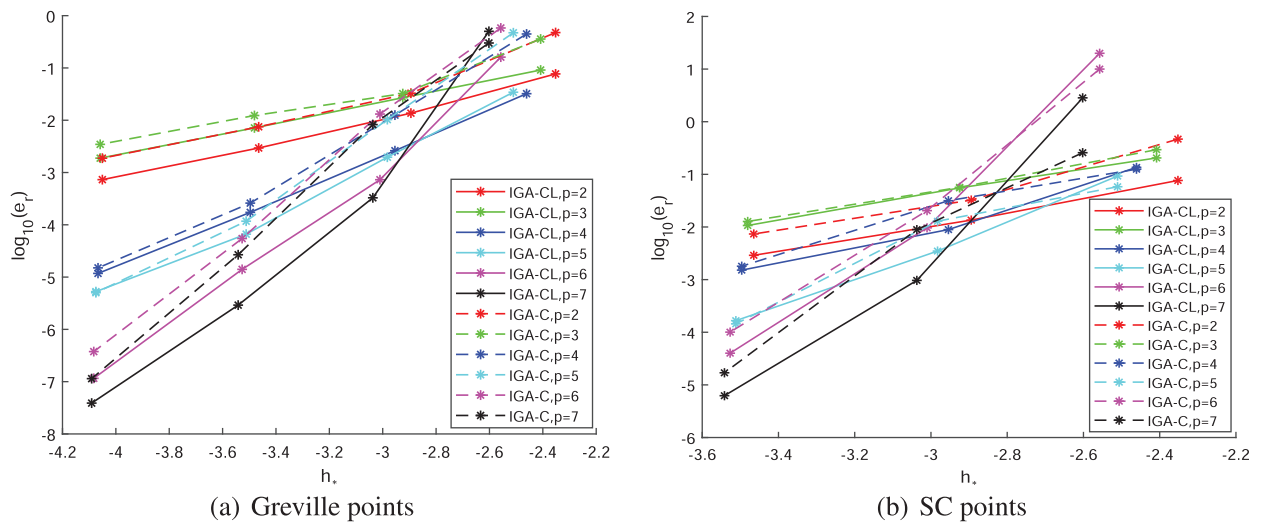 0
-1
-2
-3
-4
-5
-6
-7
-8
log10(er)
-4.2 -4 -3.8 -3.6 -3.4 -3.2 -3 -2.8 -2.6 -2.4 -2.2
h*
IGA-CL,p=2
IGA-CL,p=3
IGA-CL,p=4
IGA-CL,p=5
IGA-CL,p=6
IGA-CL,p=7
IGA-C,p=2
IGA-C,p=3
IGA-C,p=4
IGA-C,p=5
IGA-C,p=6
IGA-C,p=7
(a) Greville points
2
1
0
-1
-2
-3
-4
-5
-6
log10(er)
-3.6 -3.4 -3.2 -3 -2.8 -2.6 -2.4 -2.2
h*
IGA-CL,p=2
IGA-CL,p=3
IGA-CL,p=4
IGA-CL,p=5
IGA-CL,p=6
IGA-CL,p=7
IGA-C,p=2
IGA-C,p=3
IGA-C,p=4
IGA-C,p=5
IGA-C,p=6
IGA-C,p=7
(b) SC points